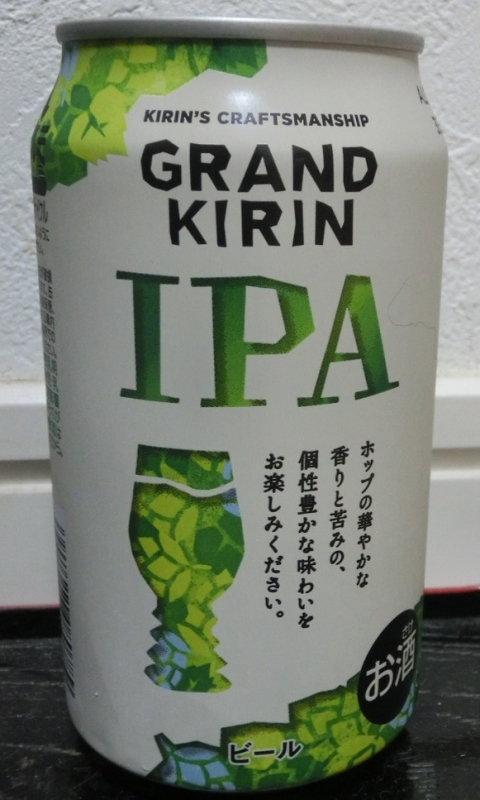 KIRIN'S CRAFTSMANSHIP
GRAND
KIRIN
IPA
ホップの華やかな
香りと苦みの、
個性豊かな味わいを
お楽しみください。
さけ
お酒
ビール